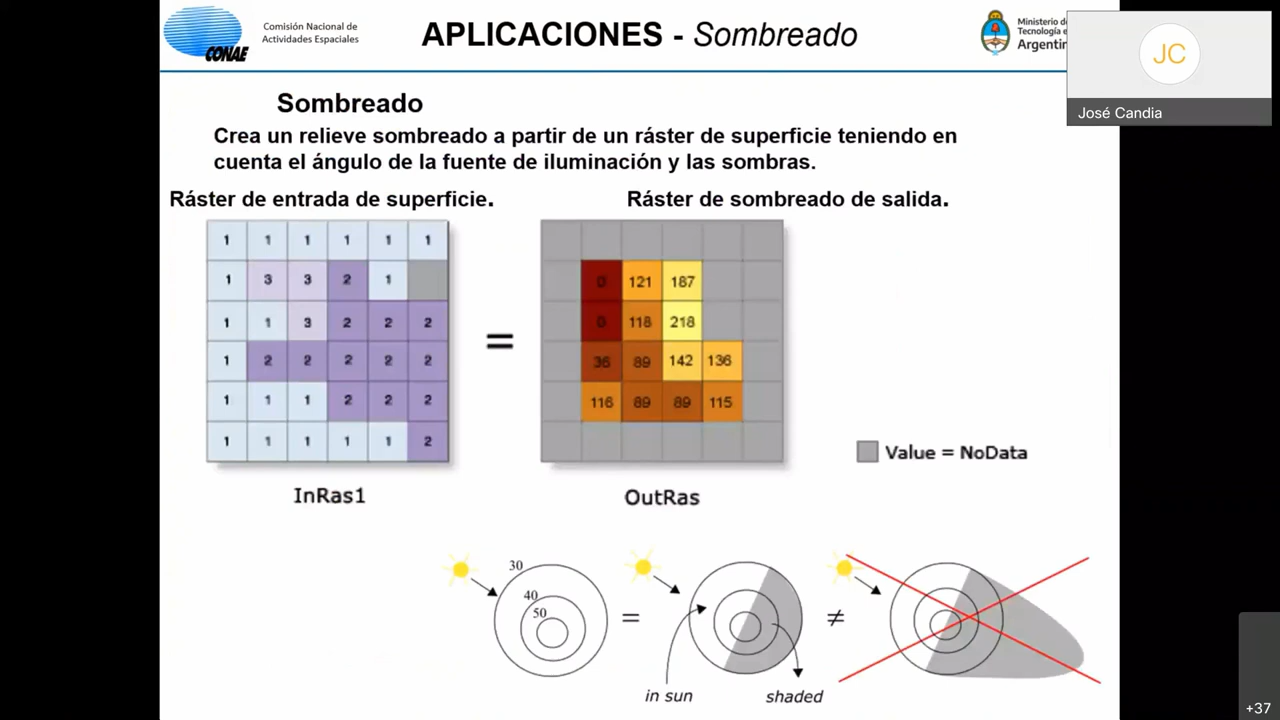 Comisión Nacional de
Actividades Espaciales
CONAE
APLICACIONES - Sombreado
Ministerio de
Tecnología e
Argentin
JC
José Candia
Sombreado
Crea un relieve sombreado a partir de un ráster de superficie teniendo en
cuenta el ángulo de la fuente de iluminación y las sombras.
Ráster de entrada de superficie.
Ráster de sombreado de salida.
1 1 1 1 1 1
1 3 3 2 1
1 1 3 2 2 2
1 2 2 2 2 2
1 1 1 2 2 2
1 1 1 1 1 2
InRas1
=
0 121 187
0 118 218
36 89 142 136
116 89 89 115
OutRas
Value = NoData
30
40
50
=
in sun
shaded
≠
+37